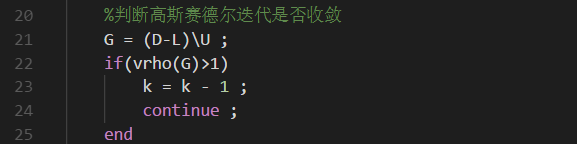 20 %判断高斯赛德尔迭代是否收敛
21 G = (D-L)\U ;
22 if(vrho(G)>1)
23 k = k - 1 ;
24 continue ;
25 end